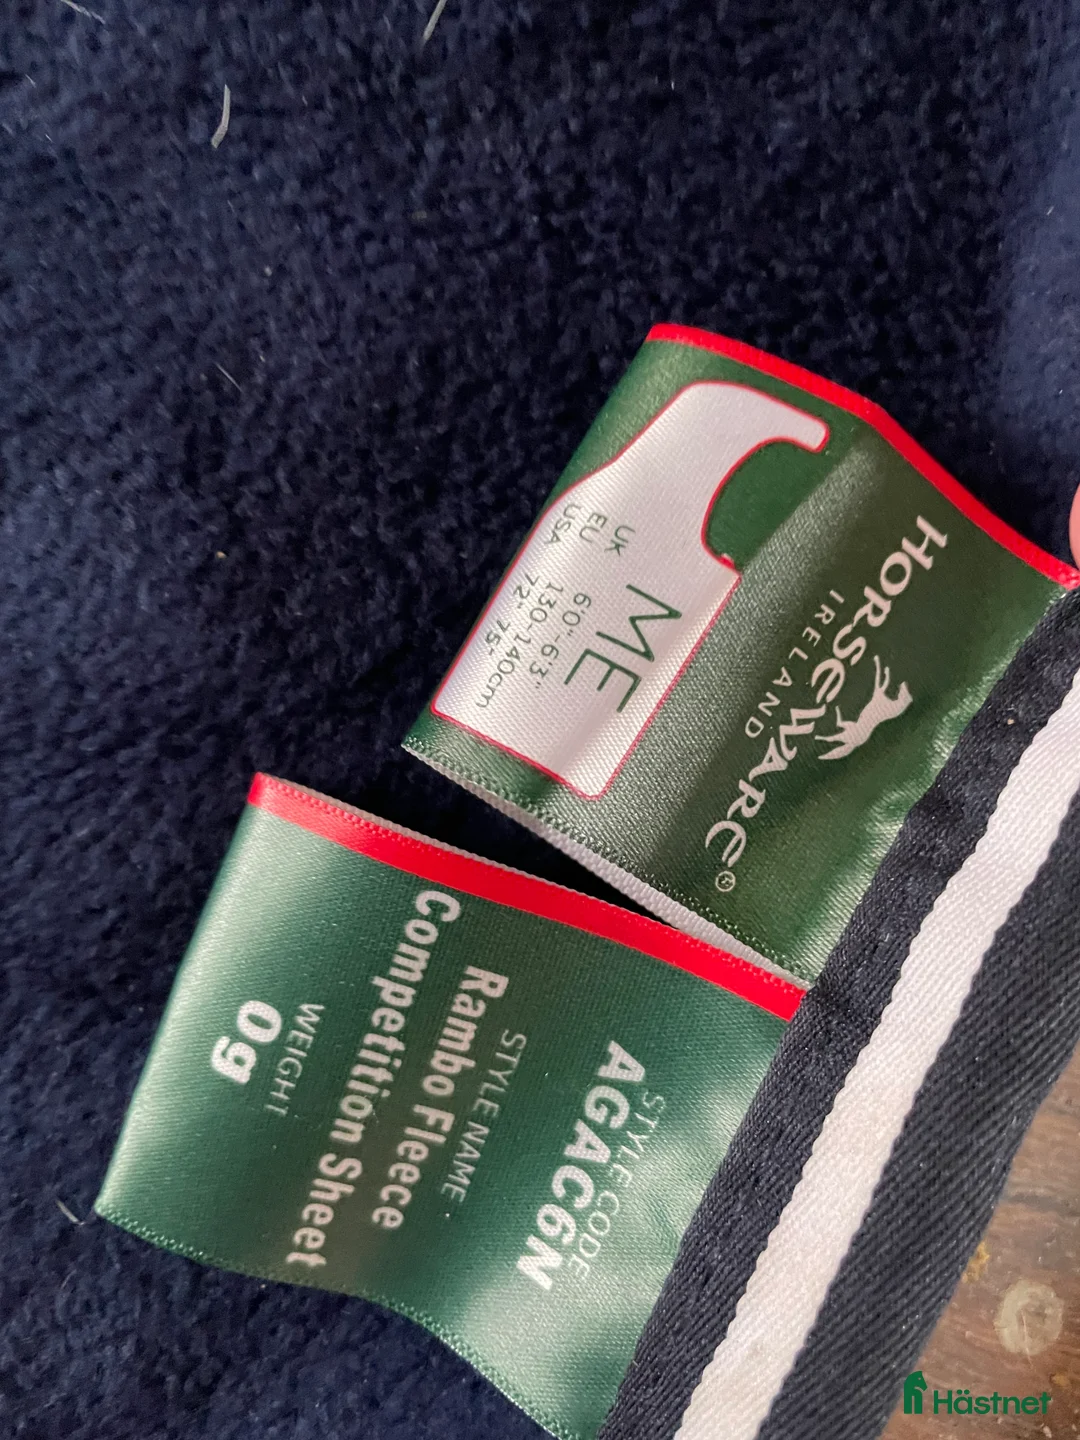 HORSEWARE®
IRELAND
ME
UK 6'0"-6'3"
EU 130-140cm
USA 72"-75"
STYLE CODE
AGAC6N
STYLE NAME
Rambo Fleece
Competition Sheet
WEIGHT
0g
Hästnet